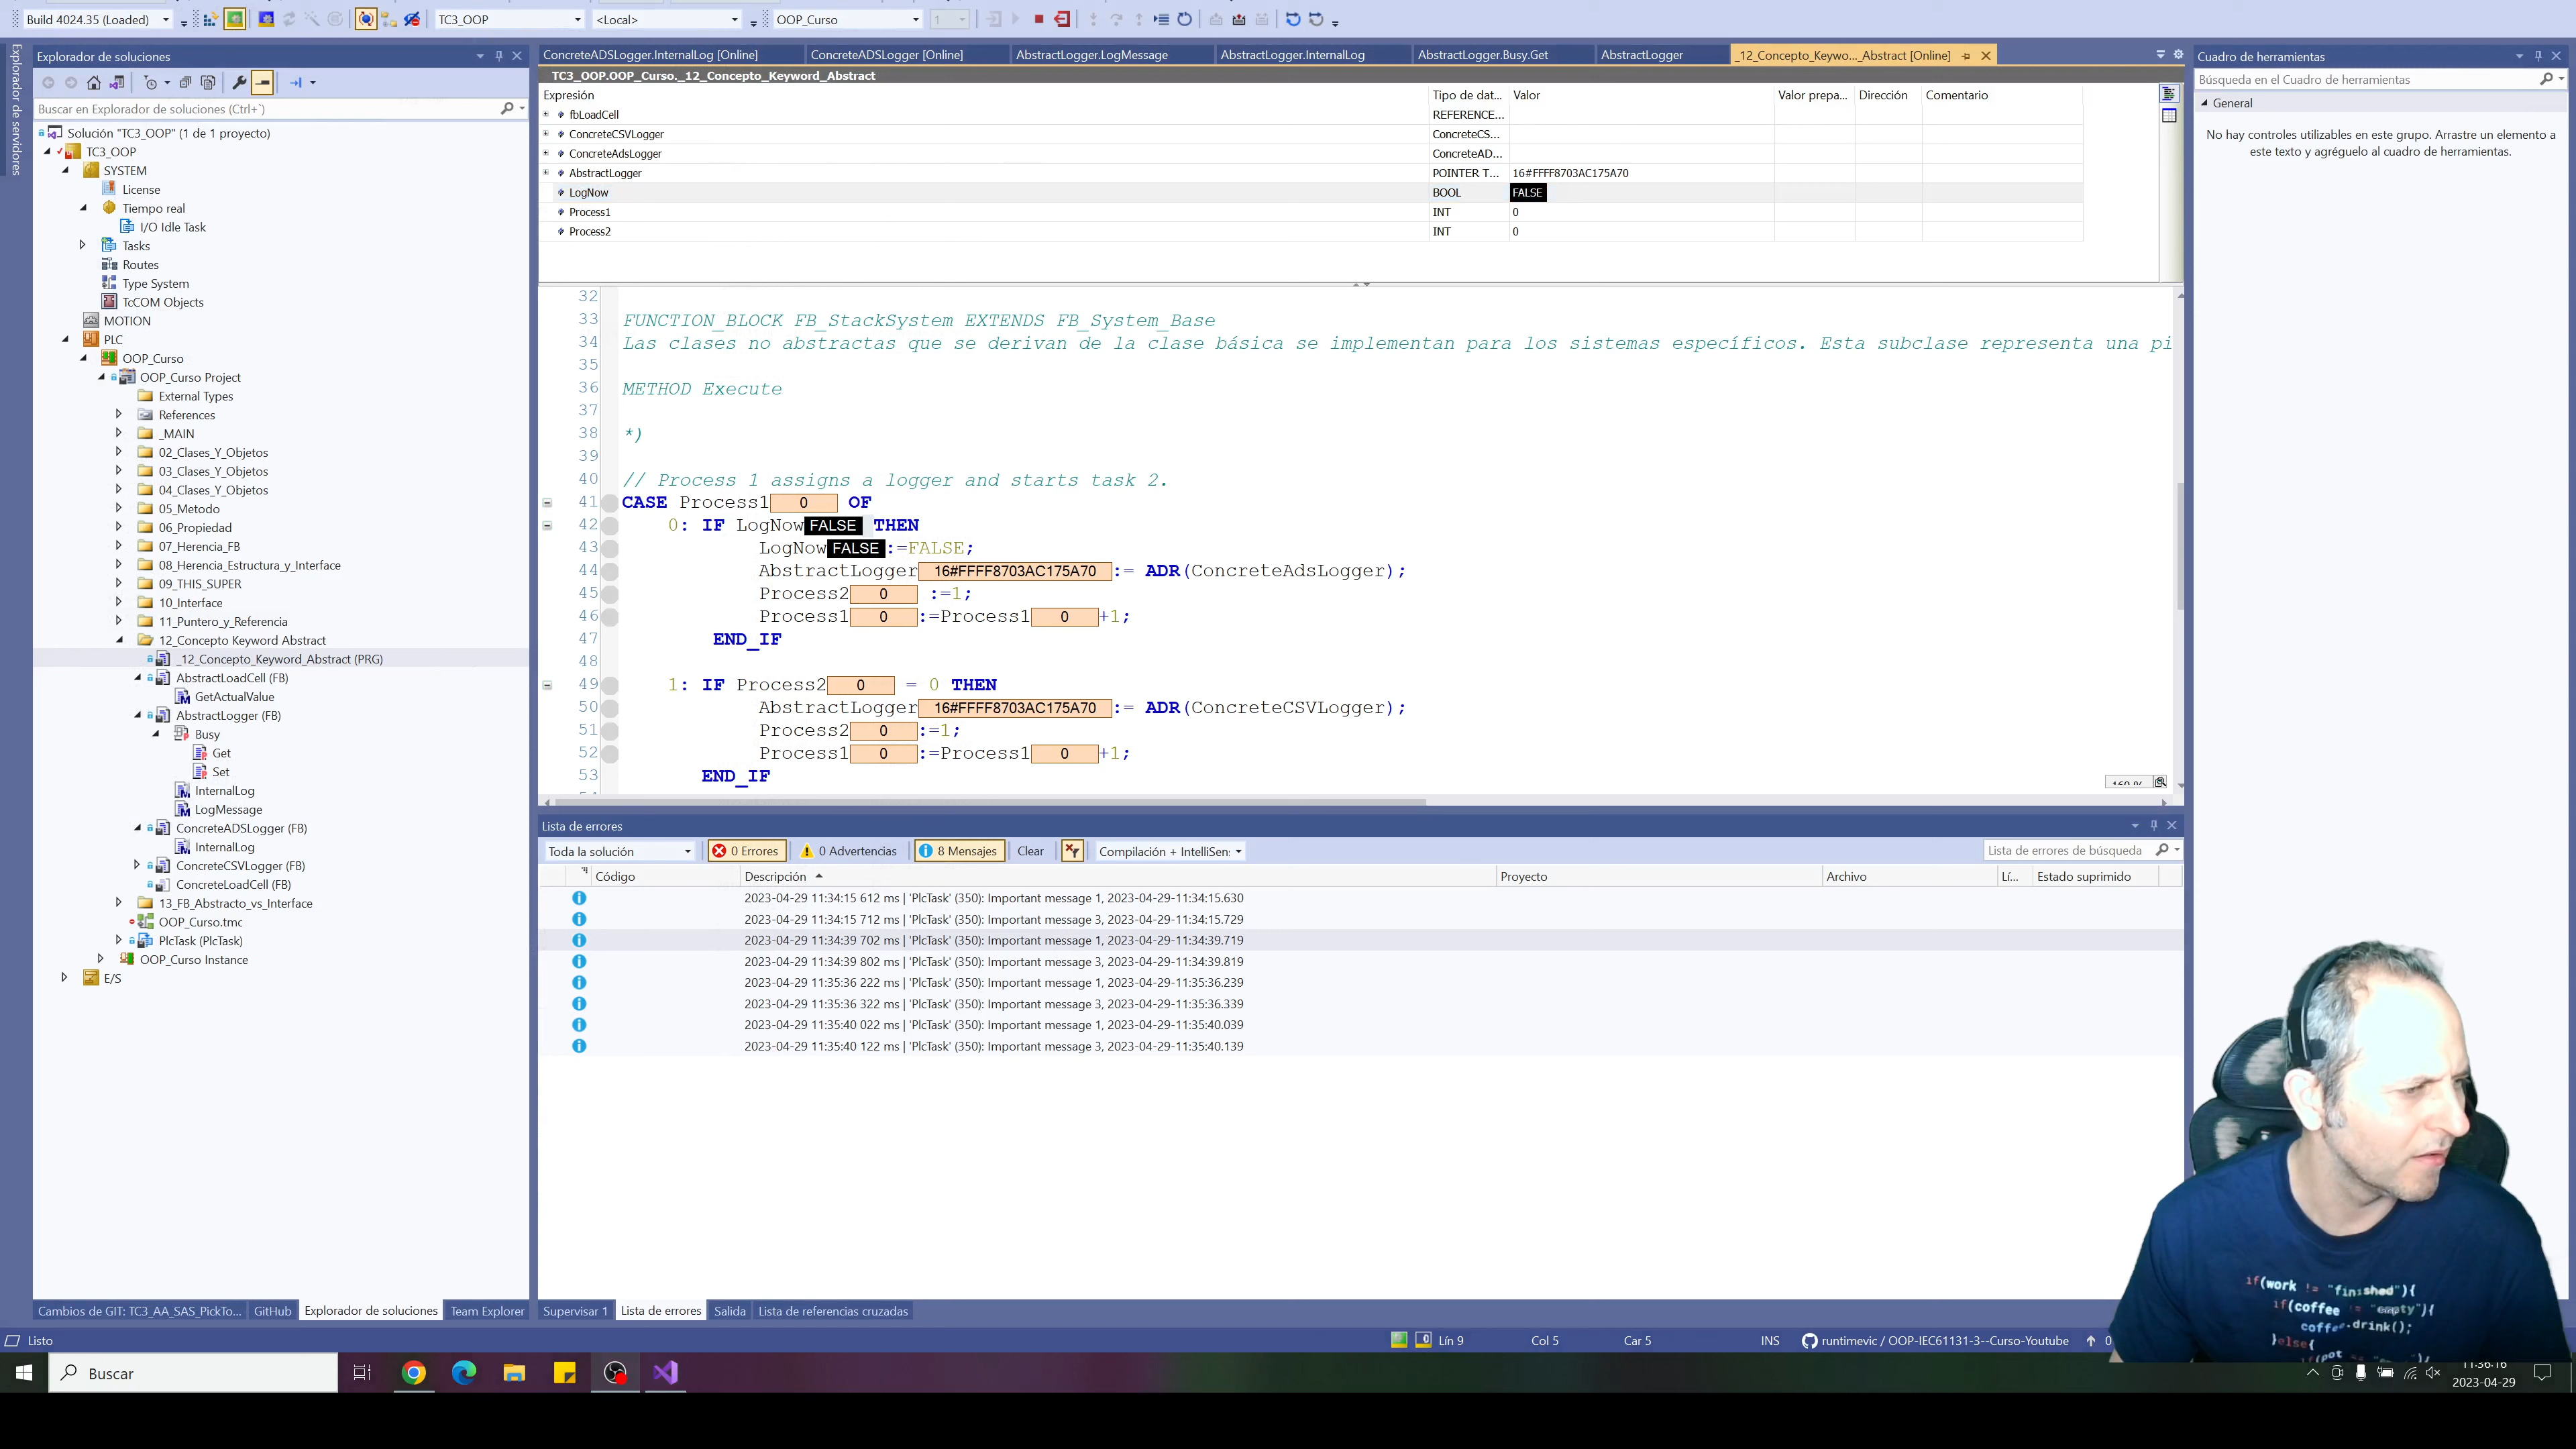 Build 4024.35 (Loaded)
TC3_OOP
<Local>
OOP_Curso
1
Explorador de servidores
Explorador de soluciones
Buscar en Explorador de soluciones (Ctrl+`)
Solución "TC3_OOP" (1 de 1 proyecto)
TC3_OOP
SYSTEM
License
Tiempo real
I/O Idle Task
Tasks
Routes
Type System
TcCOM Objects
MOTION
PLC
OOP_Curso
OOP_Curso Project
External Types
References
_MAIN
02_Clases_Y_Objetos
03_Clases_Y_Objetos
04_Clases_Y_Objetos
05_Metodo
06_Propiedad
07_Herencia_FB
08_Herencia_Estructura_y_Interface
09_THIS_SUPER
10_Interface
11_Puntero_y_Referencia
12_Concepto Keyword Abstract
_12_Concepto_Keyword_Abstract (PRG)
AbstractLoadCell (FB)
GetActualValue
AbstractLogger (FB)
Busy
Get
Set
InternalLog
LogMessage
ConcreteADSLogger (FB)
InternalLog
ConcreteCSVLogger (FB)
ConcreteLoadCell (FB)
13_FB_Abstracto_vs_Interface
OOP_Curso.tmc
PlcTask (PlcTask)
OOP_Curso Instance
E/S
Cambios de GIT: TC3_AA_SAS_PickTo... GitHub Explorador de soluciones Team Explorer
ConcreteADSLogger.InternalLog [Online] ConcreteADSLogger [Online] AbstractLogger.LogMessage AbstractLogger.InternalLog AbstractLogger.Busy.Get AbstractLogger _12_Concepto_Keywo..._Abstract [Online]
TC3_OOP.OOP_Curso._12_Concepto_Keyword_Abstract
Expresión Tipo de dat... Valor Valor prepa... Dirección Comentario
fbLoadCell REFERENCE...
ConcreteCSVLogger ConcreteCS...
ConcreteAdsLogger ConcreteAD...
AbstractLogger POINTER T... 16#FFFF8703AC175A70
LogNow BOOL FALSE
Process1 INT 0
Process2 INT 0
32
33 FUNCTION_BLOCK FB_StackSystem EXTENDS FB_System_Base
34 Las clases no abstractas que se derivan de la clase básica se implementan para los sistemas específicos. Esta subclase representa una pi
35
36 METHOD Execute
37
38 *)
39
40 // Process 1 assigns a logger and starts task 2.
41 CASE Process1 0 OF
42 0: IF LogNow FALSE THEN
43 LogNow FALSE :=FALSE;
44 AbstractLogger 16#FFFF8703AC175A70 := ADR(ConcreteAdsLogger);
45 Process2 0 :=1;
46 Process1 0 :=Process1 0 +1;
47 END_IF
48
49 1: IF Process2 0 = 0 THEN
50 AbstractLogger 16#FFFF8703AC175A70 := ADR(ConcreteCSVLogger);
51 Process2 0 :=1;
52 Process1 0 :=Process1 0 +1;
53 END_IF
Lista de errores
Toda la solución 0 Errores 0 Advertencias 8 Mensajes Clear Compilación + IntelliSen: Lista de errores de búsqueda
Código Descripción Proyecto Archivo Lí... Estado suprimido
2023-04-29 11:34:15 612 ms | 'PlcTask' (350): Important message 1, 2023-04-29-11:34:15.630
2023-04-29 11:34:15 712 ms | 'PlcTask' (350): Important message 3, 2023-04-29-11:34:15.729
2023-04-29 11:34:39 702 ms | 'PlcTask' (350): Important message 1, 2023-04-29-11:34:39.719
2023-04-29 11:34:39 802 ms | 'PlcTask' (350): Important message 3, 2023-04-29-11:34:39.819
2023-04-29 11:35:36 222 ms | 'PlcTask' (350): Important message 1, 2023-04-29-11:35:36.239
2023-04-29 11:35:36 322 ms | 'PlcTask' (350): Important message 3, 2023-04-29-11:35:36.339
2023-04-29 11:35:40 022 ms | 'PlcTask' (350): Important message 1, 2023-04-29-11:35:40.039
2023-04-29 11:35:40 122 ms | 'PlcTask' (350): Important message 3, 2023-04-29-11:35:40.139
Supervisar 1 Lista de errores Salida Lista de referencias cruzadas
Cuadro de herramientas
Búsqueda en el Cuadro de herramientas
General
No hay controles utilizables en este grupo. Arrastre un elemento a
este texto y agréguelo al cuadro de herramientas.
if(work != "finished"){
if(coffee != "empty"){
coffee.drink();
}else{
Listo Lín 9 Col 5 Car 5 INS runtimevic / OOP-IEC61131-3--Curso-Youtube 0
Buscar
11:36:16
2023-04-29